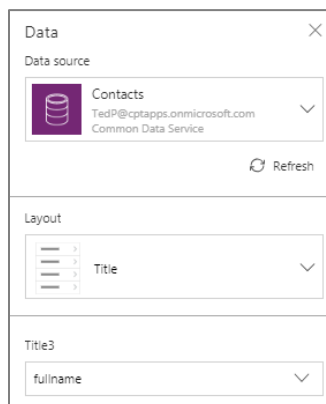 Data
Data source
Contacts
TedP@cptapps.onmicrosoft.com
Common Data Service
Refresh
Layout
Title
Title3
fullname